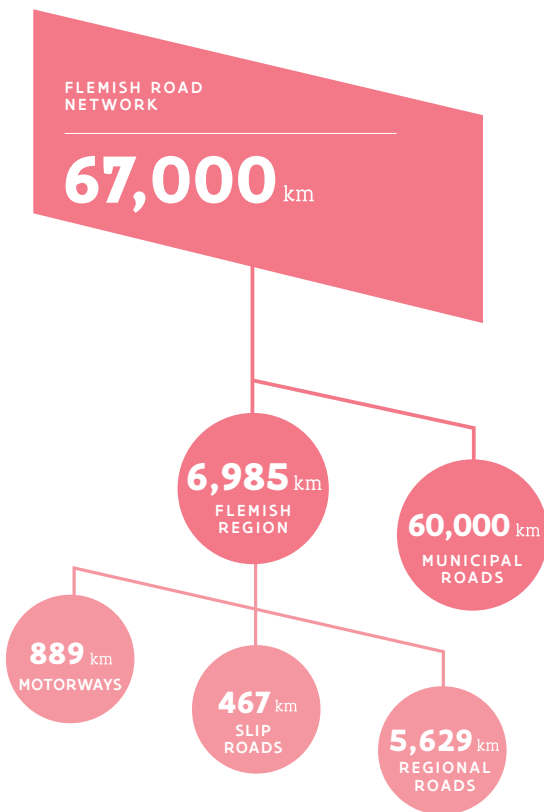 FLEMISH ROAD
NETWORK
67,000 km
6,985 km
FLEMISH
REGION
60,000 km
MUNICIPAL
ROADS
889 km
MOTORWAYS
467 km
SLIP
ROADS
5,629 km
REGIONAL
ROADS